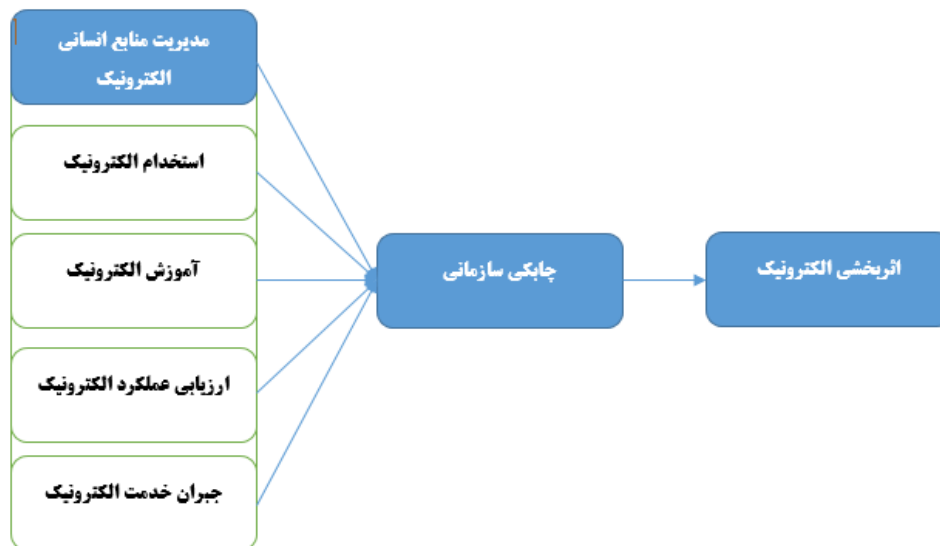 مدیریت منابع انسانی
الکترونیک
استخدام الکترونیک
آموزش الکترونیک
ارزیابی عملکرد الکترونیک
جبران خدمت الکترونیک
چابکی سازمانی
اثربخشی الکترونیک